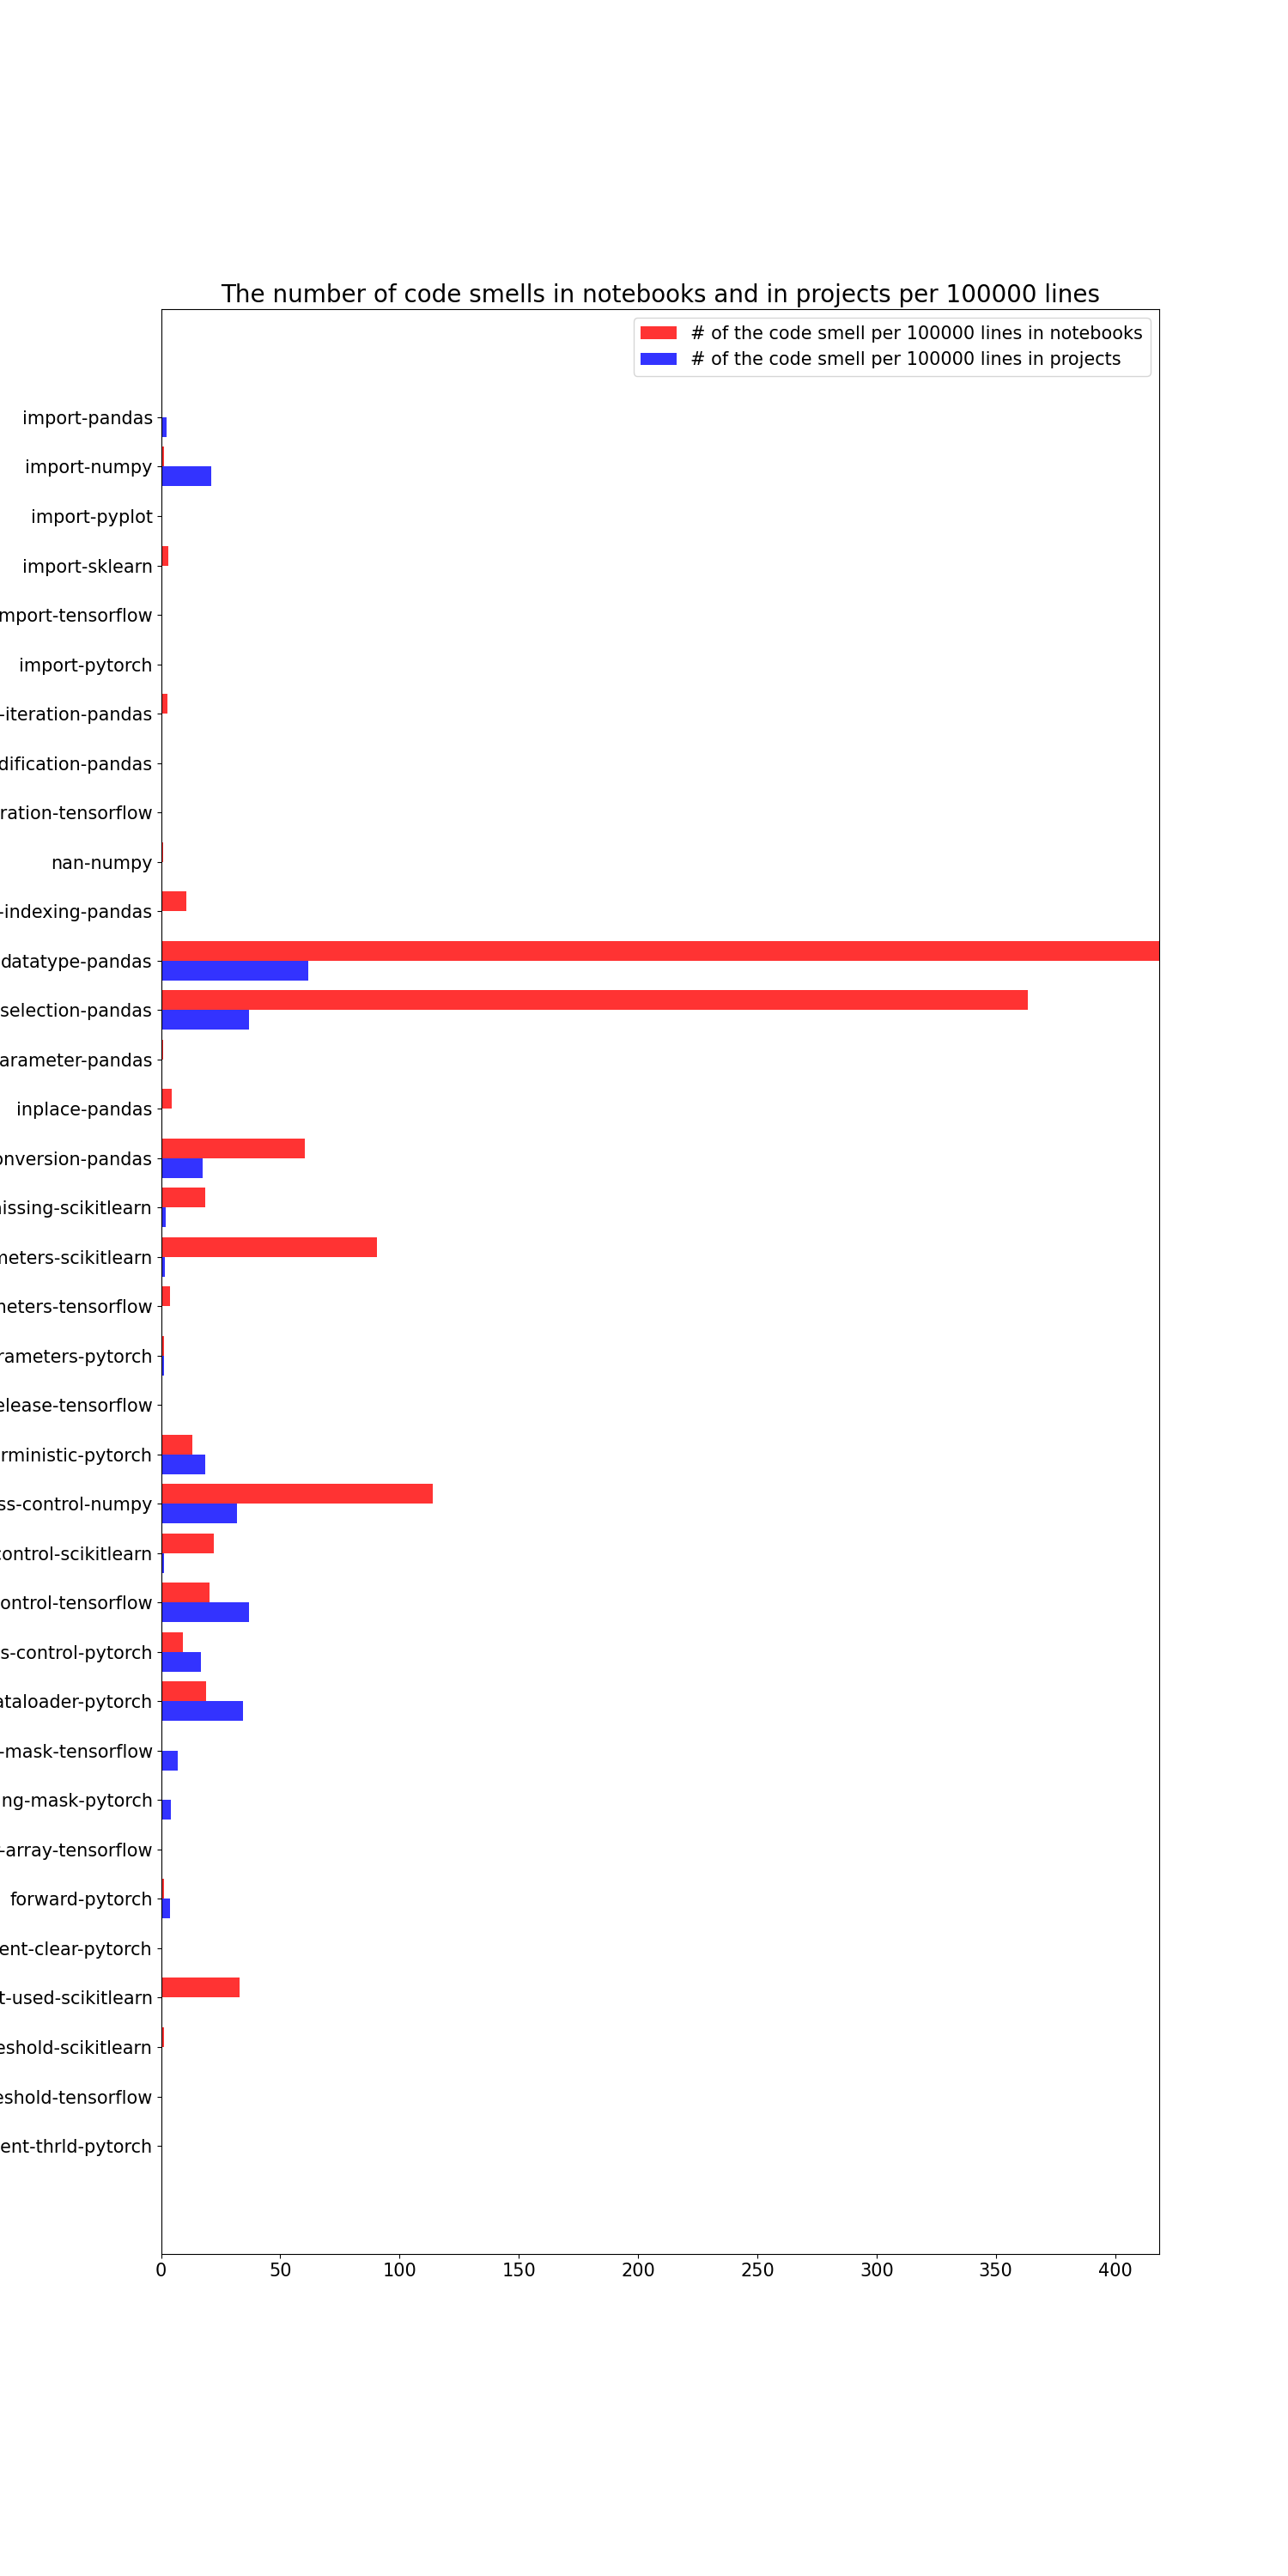 The number of code smells in notebooks and in projects per 100000 lines
# of the code smell per 100000 lines in notebooks
# of the code smell per 100000 lines in projects
import-pandas
import-numpy
import-pyplot
import-sklearn
mport-tensorflow
import-pytorch
-iteration-pandas
dification-pandas
ration-tensorflow
nan-numpy
-indexing-pandas
datatype-pandas
selection-pandas
arameter-pandas
inplace-pandas
onversion-pandas
issing-scikitlearn
meters-scikitlearn
neters-tensorflow
rameters-pytorch
elease-tensorflow
rministic-pytorch
ss-control-numpy
control-scikitlearn
ontrol-tensorflow
s-control-pytorch
ataloader-pytorch
-mask-tensorflow
ng-mask-pytorch
-array-tensorflow
forward-pytorch
ent-clear-pytorch
t-used-scikitlearn
eshold-scikitlearn
eshold-tensorflow
ent-thrld-pytorch
0 50 100 150 200 250 300 350 400